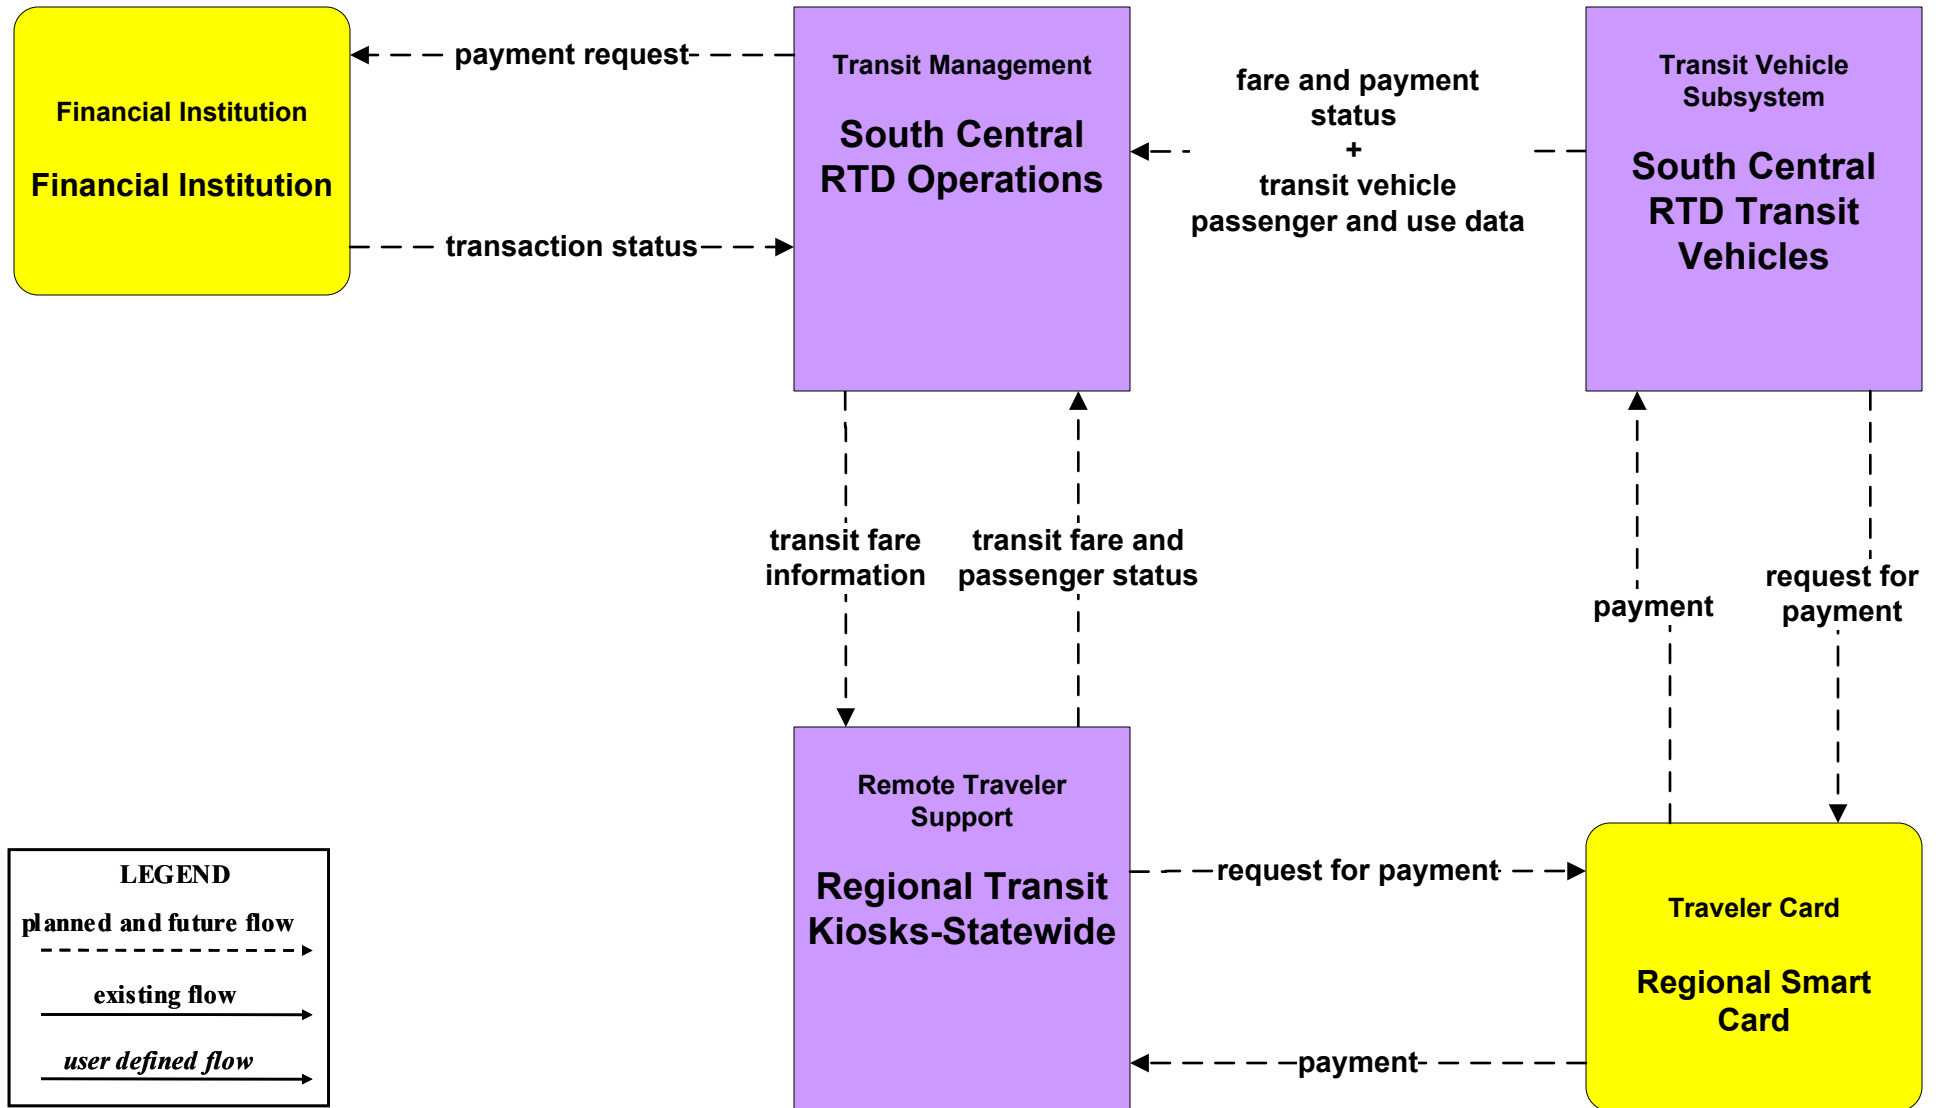 Financial Institution
Financial Institution
payment request
transaction status
Transit Management
South Central
RTD Operations
fare and payment
status
+
transit vehicle
passenger and use data
Transit Vehicle
Subsystem
South Central
RTD Transit
Vehicles
transit fare
information
transit fare and
passenger status
payment
request for
payment
Remote Traveler
Support
Regional Transit
Kiosks-Statewide
request for payment
payment
Traveler Card
Regional Smart
Card
LEGEND
planned and future flow
existing flow
user defined flow